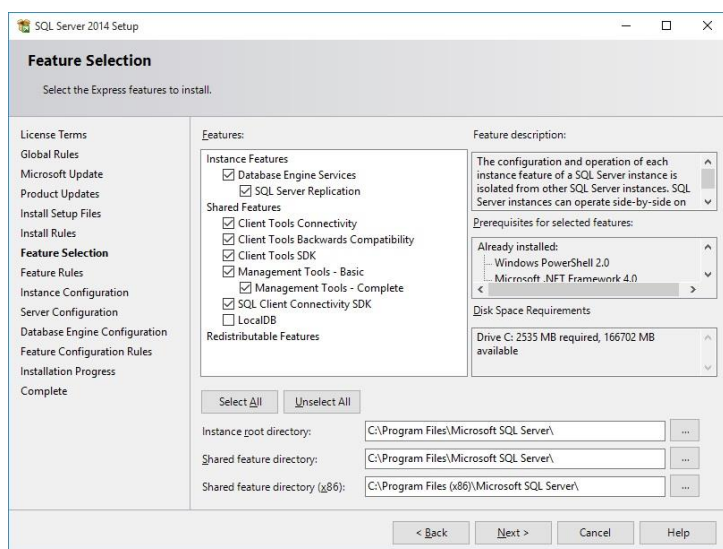 SQL Server 2014 Setup
Feature Selection
Select the Express features to install.
License Terms
Global Rules
Microsoft Update
Product Updates
Install Setup Files
Install Rules
Feature Selection
Feature Rules
Instance Configuration
Server Configuration
Database Engine Configuration
Feature Configuration Rules
Installation Progress
Complete
Features:
Instance Features
Database Engine Services
SQL Server Replication
Shared Features
Client Tools Connectivity
Client Tools Backwards Compatibility
Client Tools SDK
Management Tools - Basic
Management Tools - Complete
SQL Client Connectivity SDK
LocalDB
Redistributable Features
Feature description:
The configuration and operation of each
instance feature of a SQL Server instance is
isolated from other SQL Server instances. SQL
Server instances can operate side-by-side on
Prerequisites for selected features:
Already installed:
Windows PowerShell 2.0
Microsoft .NET Framework 4.0
Disk Space Requirements
Drive C: 2535 MB required, 166702 MB
available
Select All
Unselect All
Instance root directory:
C:\Program Files\Microsoft SQL Server\
...
Shared feature directory:
C:\Program Files\Microsoft SQL Server\
...
Shared feature directory (x86):
C:\Program Files (x86)\Microsoft SQL Server\
...
< Back
Next >
Cancel
Help